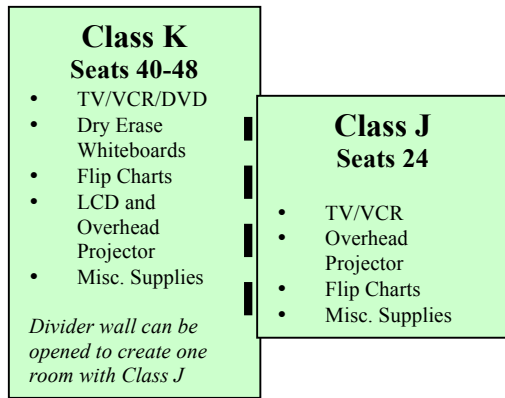 Class K
Seats 40-48
• TV/VCR/DVD
• Dry Erase
Whiteboards
• Flip Charts
• LCD and
Overhead
Projector
• Misc. Supplies
Divider wall can be
opened to create one
room with Class J
Class J
Seats 24
• TV/VCR
• Overhead
Projector
• Flip Charts
• Misc. Supplies